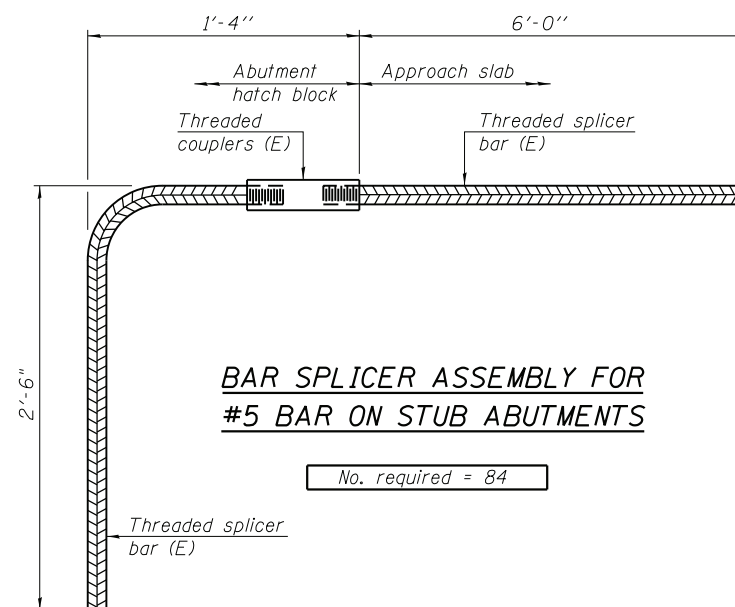 1'-4''
6'-0''
Abutment
hatch block
Approach slab
Threaded
couplers (E)
Threaded splicer
bar (E)
2'-6"
BAR SPLICER ASSEMBLY FOR
#5 BAR ON STUB ABUTMENTS
No. required = 84
Threaded splicer
bar (E)